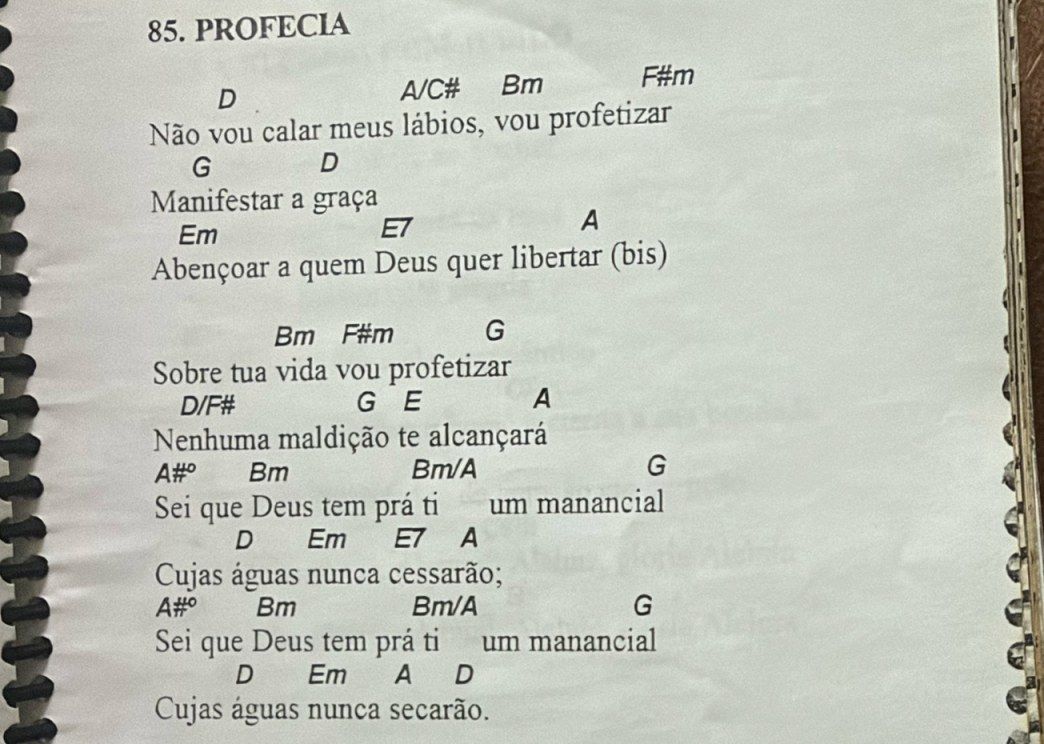 85. PROFECIA
D A/C# Bm F#m
Não vou calar meus lábios, vou profetizar
G D
Manifestar a graça
Em E7 A
Abençoar a quem Deus quer libertar (bis)
Bm F#m G
Sobre tua vida vou profetizar
D/F# G E A
Nenhuma maldição te alcançará
A#º Bm Bm/A G
Sei que Deus tem prá ti um manancial
D Em E7 A
Cujas águas nunca cessarão;
A#º Bm Bm/A G
Sei que Deus tem prá ti um manancial
D Em A D
Cujas águas nunca secarão.